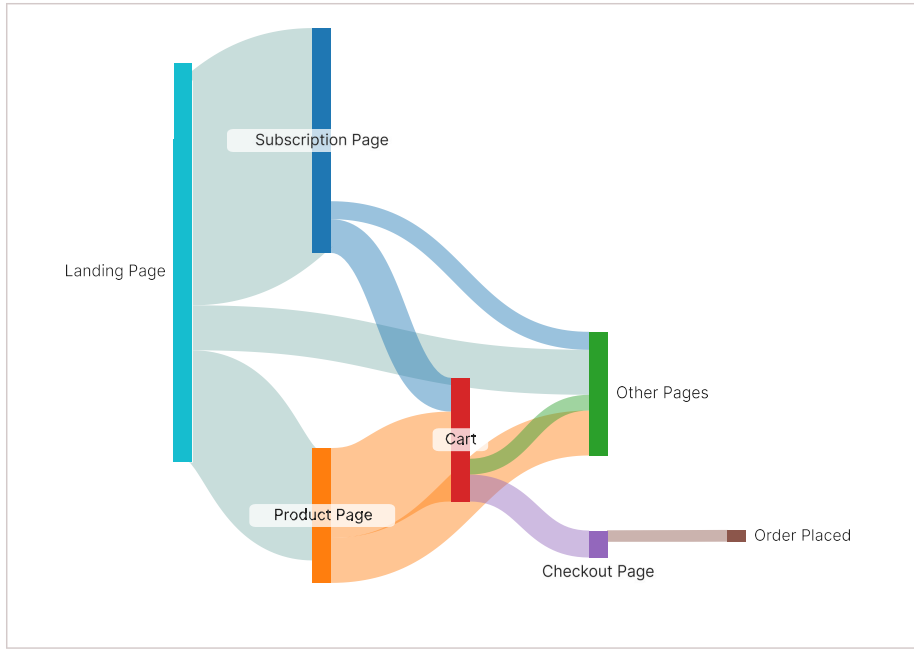 Subscription Page
Landing Page
Other Pages
Cart
Product Page
Order Placed
Checkout Page